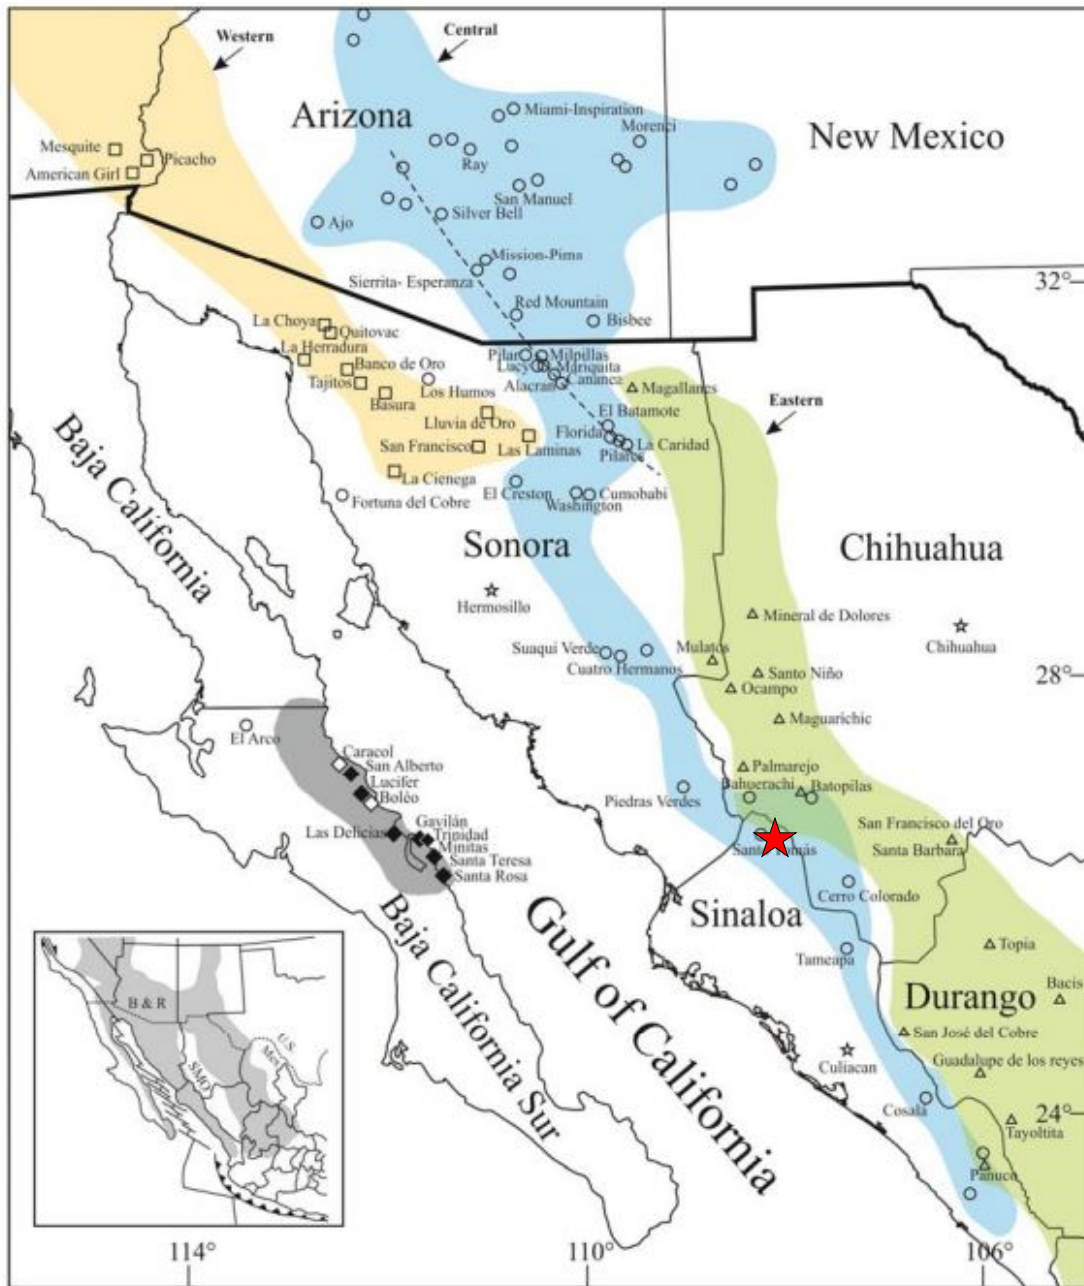 Western
Central
Arizona
Miami-Inspiration
Morenci
New Mexico
Mesquite
Picacho
American Girl
Ray
San Manuel
Silver Bell
Ajo
Mission-Pima
Sierrita- Esperanza
32°
Red Mountain
Bisbee
La Choya
Quitovac
La Herradura
Pilar
Milpillas
Lucy
Mariquita
Banco de Oro
Cananea
Tajitos
Alacran
Magallanes
Los Humos
Basura
El Batamote
Eastern
Lluvia de Oro
Florida
La Caridad
San Francisco
Las Laminas
Pilares
La Cienega
El Creston
Cumobabi
Fortuna del Cobre
Washington
Baja California
Sonora
Chihuahua
Hermosillo
Mineral de Dolores
Chihuahua
Suaqui Verde
Mulatos
Cuatro Hermanos
Santo Niño
28°
Ocampo
Maguarichic
El Arco
Caracol
San Alberto
Palmarejo
Lucifer
Bahuerachi
Batopilas
Boléo
Piedras Verdes
Gavilán
San Francisco del Oro
Las Delicias
Trinidad
Minitas
Santa Barbara
Santa Teresa
Santa Rosa
Cerro Colorado
Sinaloa
Baja California Sur
Gulf of California
Tameapa
Topia
Durango
Bacis
San José del Cobre
Culiacan
Guadalupe de los reyes
Cosalá
24°
Tayoltita
Panuco
B & R
U.S.
Mex
SMO
114°
110°
106°